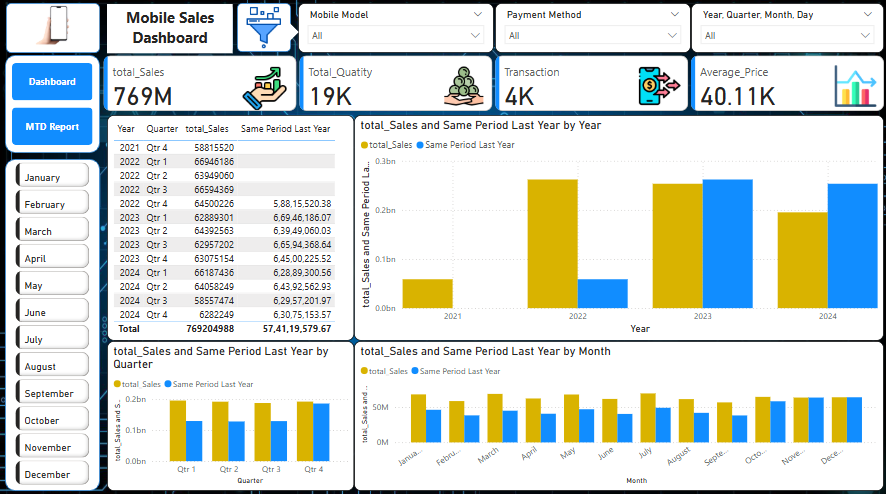 Mobile Sales
Dashboard
Mobile Model
All
Payment Method
All
Year, Quarter, Month, Day
All
Dashboard
MTD Report
total_Sales
769M
Total_Quatity
19K
Transaction
4K
Average_Price
40.11K
January
February
March
April
May
June
July
August
September
October
November
December
Year Quarter total_Sales Same Period Last Year
2021 Qtr 4 58815520
2022 Qtr 1 66946186
2022 Qtr 2 63949060
2022 Qtr 3 66594369
2022 Qtr 4 64500226 5,88,15,520.38
2023 Qtr 1 62889301 6,69,46,186.07
2023 Qtr 2 64392563 6,39,49,060.03
2023 Qtr 3 62957202 6,65,94,368.64
2023 Qtr 4 63075154 6,45,00,225.52
2024 Qtr 1 66187436 6,28,89,300.56
2024 Qtr 2 64058249 6,43,92,562.93
2024 Qtr 3 58557474 6,29,57,201.97
2024 Qtr 4 6282249 6,30,75,153.57
Total 769204988 57,41,19,579.67
total_Sales and Same Period Last Year by Year
total_Sales Same Period Last Year
total_Sales and Same Period La...
0.3bn
0.2bn
0.1bn
0.0bn
2021 2022 2023 2024
Year
total_Sales and Same Period Last Year by
Quarter
total_Sales Same Period Last Year
total_Sales and S...
0.2bn
0.1bn
0.0bn
Qtr 1 Qtr 2 Qtr 3 Qtr 4
Quarter
total_Sales and Same Period Last Year by Month
total_Sales Same Period Last Year
total_Sales and ...
50M
0M
Janua... Febru... March April May June July August Septe... Octo... Nove... Dece...
Month